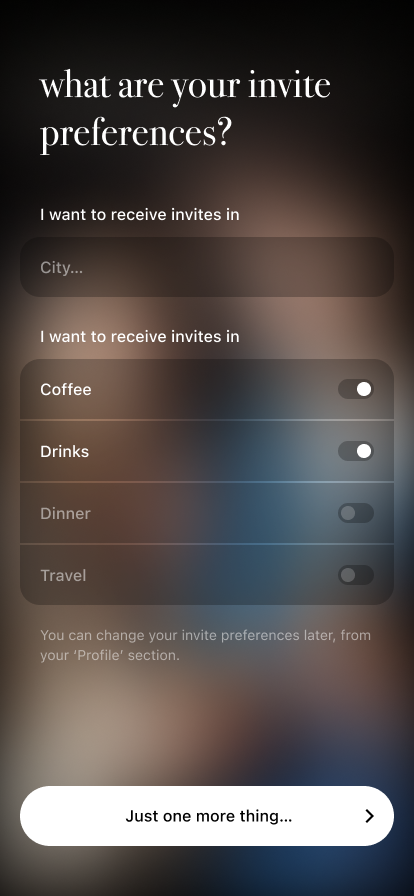 what are your invite
preferences?
I want to receive invites in
City...
I want to receive invites in
Coffee
Drinks
Dinner
Travel
You can change your invite preferences later, from
your ‘Profile’ section.
Just one more thing...